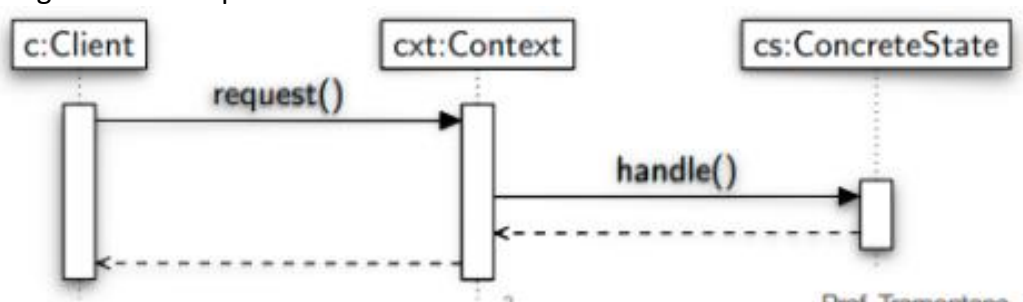 c:Client
cxt:Context
cs:ConcreteState
request()
handle()